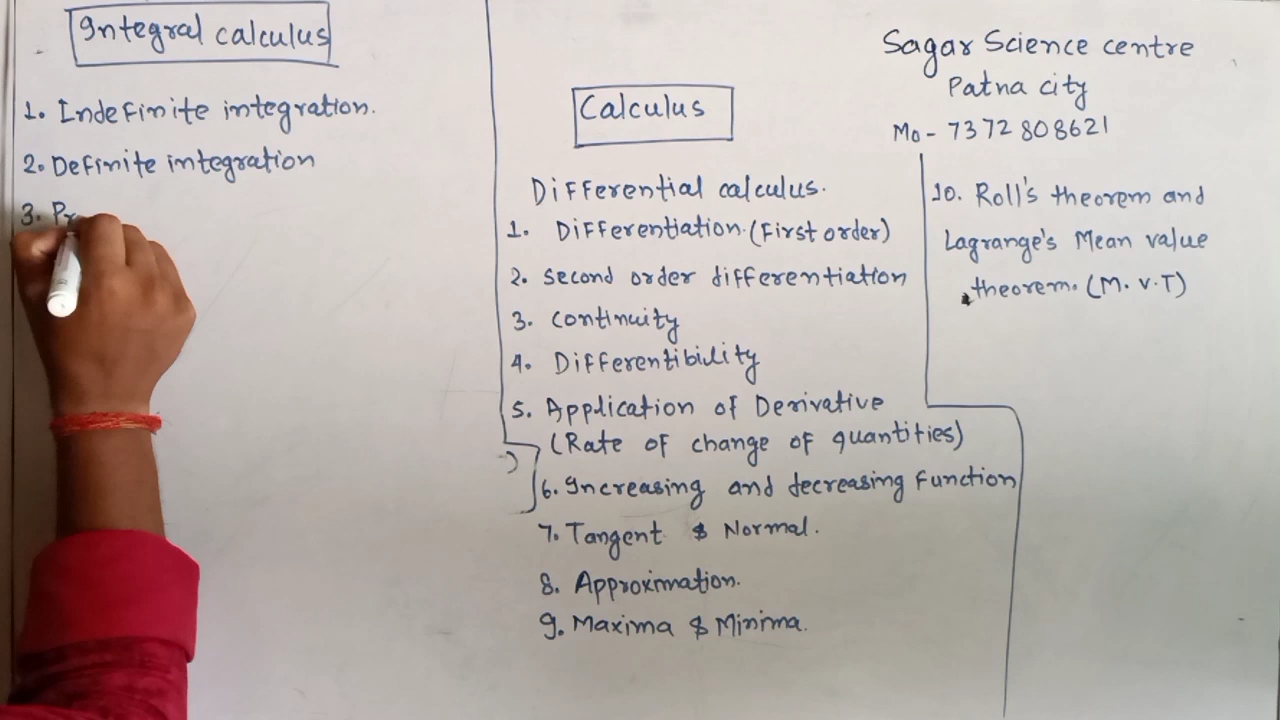 Integral calculus
1. Indefinite integration.
2. Definite integration
3. Pr
Calculus
Differential calculus.
1. Differentiation. (First order)
2. second order differentiation
3. continuity
4. Differentibility
5. Application of Derivative
(Rate of change of quantities)
6. Increasing and decreasing function
7. Tangent & Normal.
8. Approximation.
9. Maxima & Minima.
Sagar Science centre
Patna city
Mo - 7372808621
10. Roll's theorem and
Lagrange's Mean value
theorem. (M.V.T)